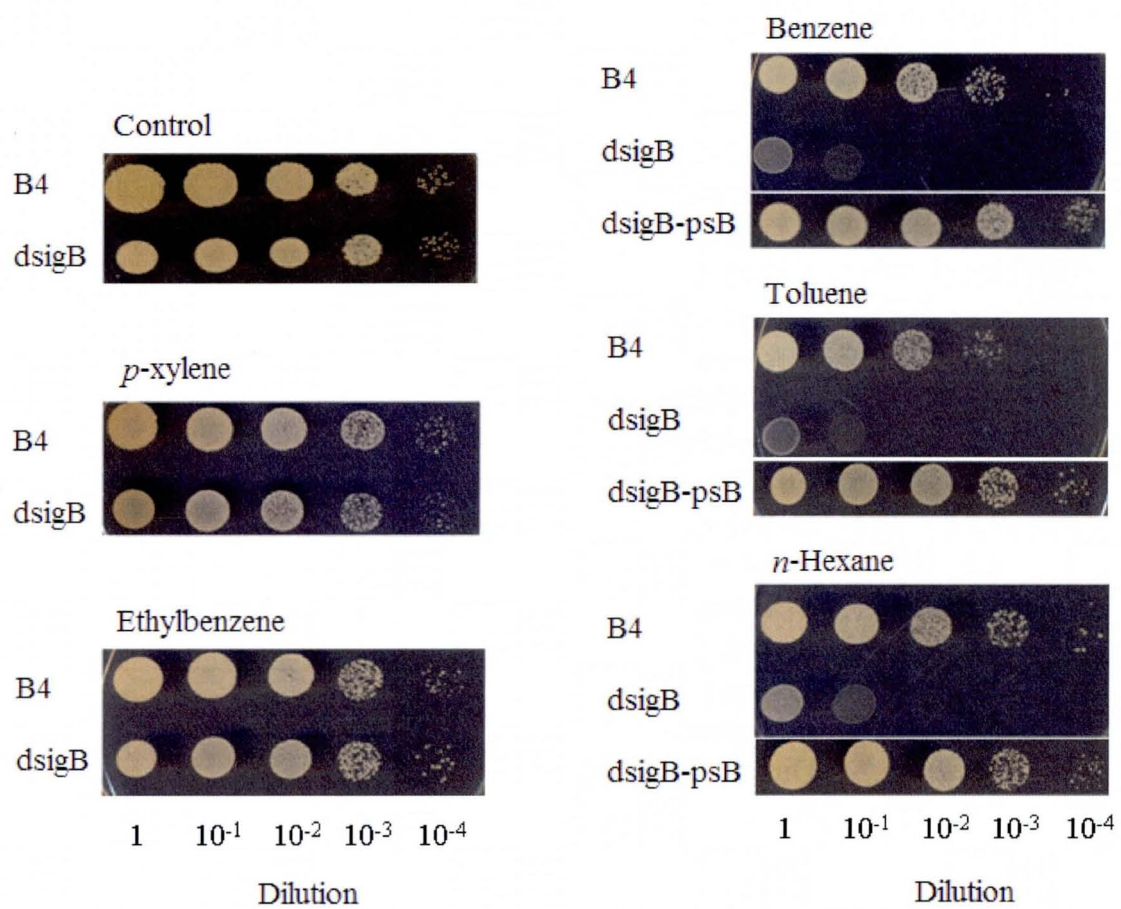 Control
B4
dsigB
p-xylene
B4
dsigB
Ethylbenzene
B4
dsigB
1 10⁻¹ 10⁻² 10⁻³ 10⁻⁴
Dilution
Benzene
B4
dsigB
dsigB-psB
Toluene
B4
dsigB
dsigB-psB
n-Hexane
B4
dsigB
dsigB-psB
1 10⁻¹ 10⁻² 10⁻³ 10⁻⁴
Dilution